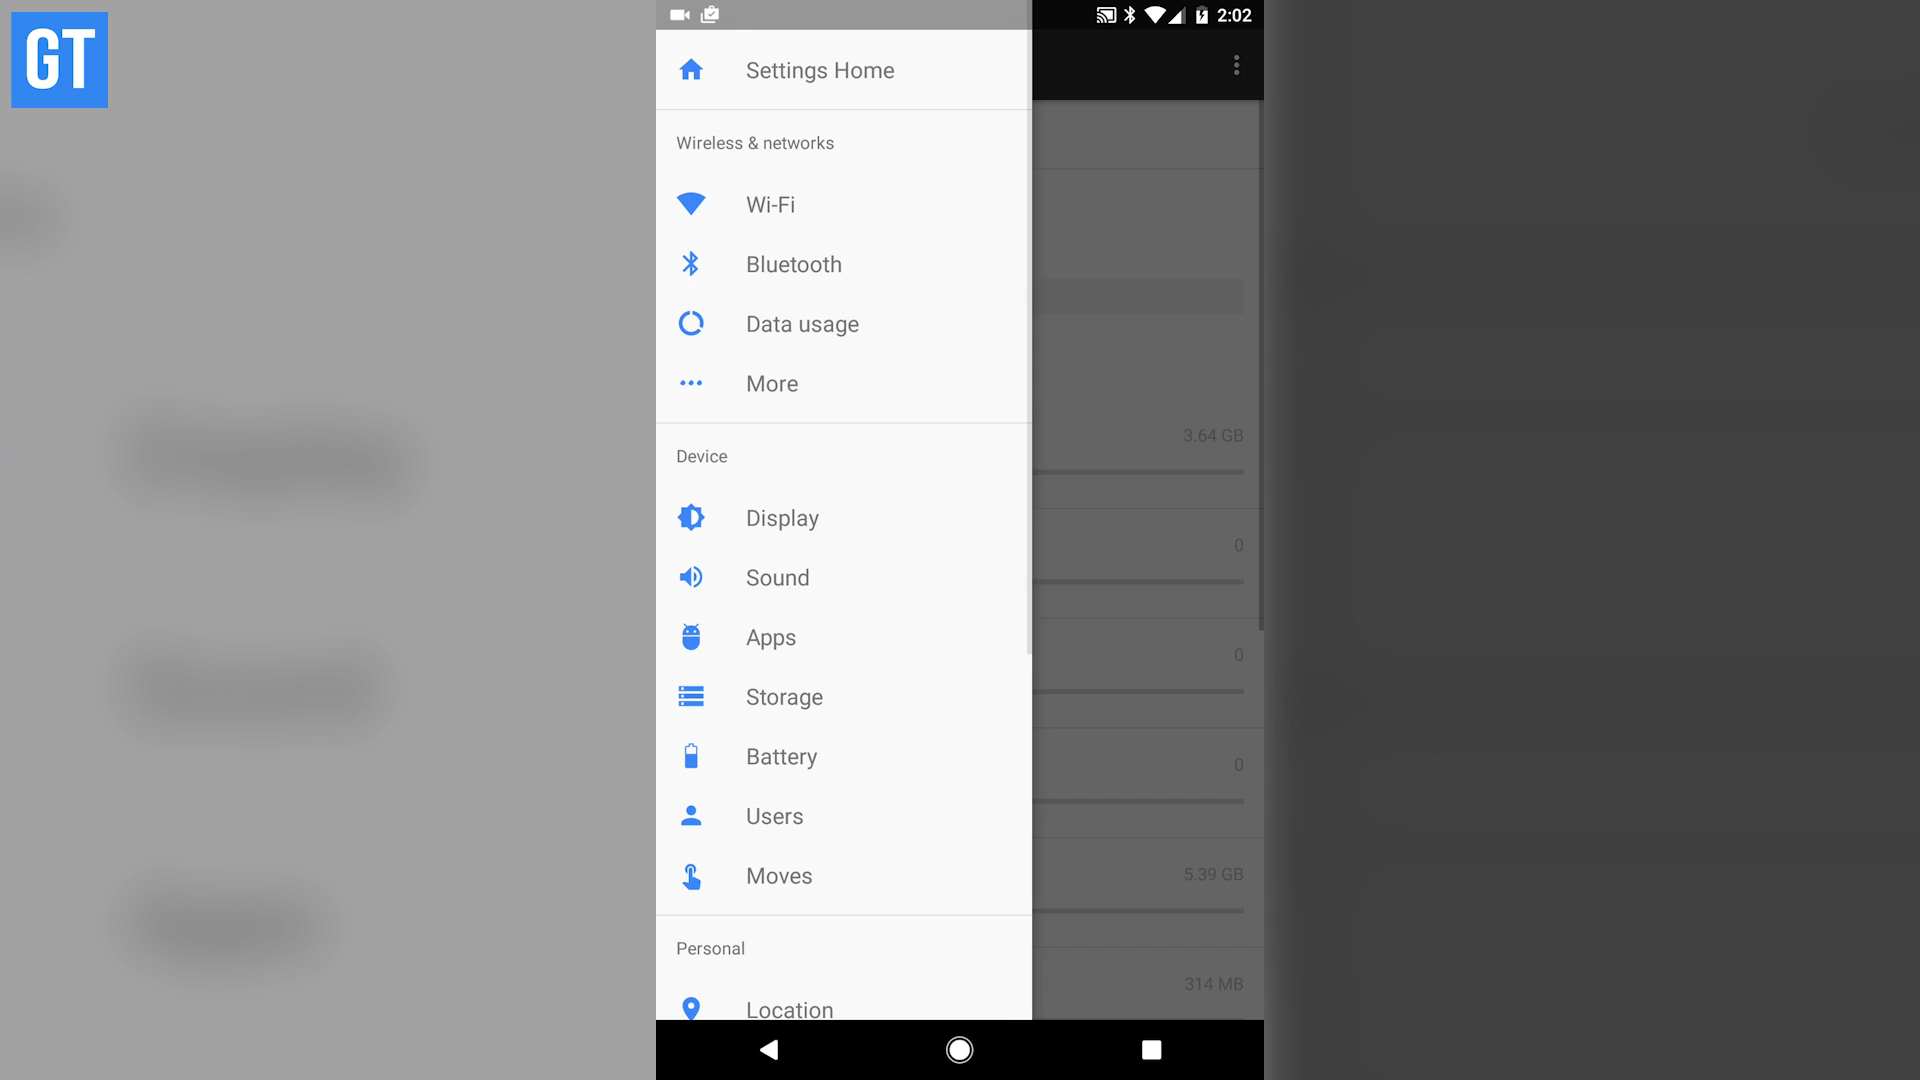 GT
2:02
Settings Home
Wireless & networks
Wi-Fi
Bluetooth
Data usage
More
3.64 GB
Device
Display
0
Sound
Apps
0
Storage
Battery
0
Users
Moves
5.39 GB
Personal
314 MB
Location